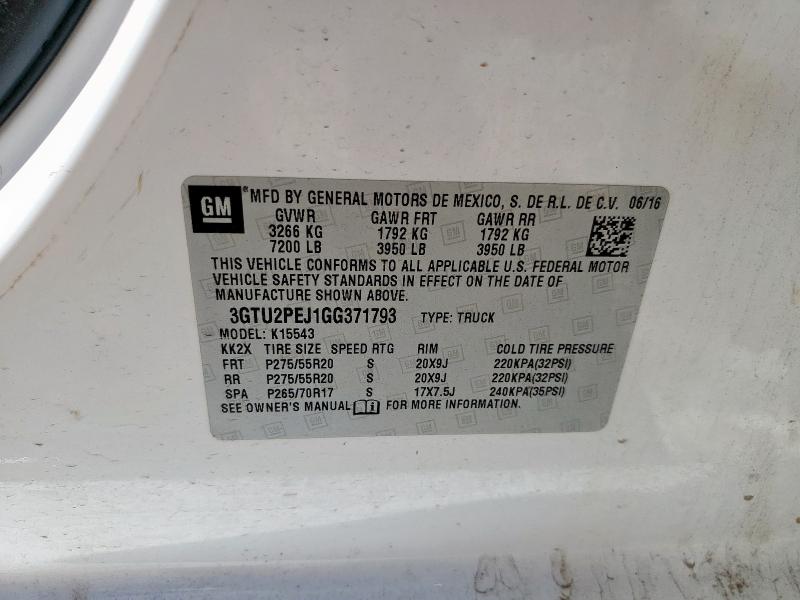 GM ® MFD BY GENERAL MOTORS DE MEXICO, S. DE R.L. DE C.V. 06/16
GVWR GAWR FRT GAWR RR
3266 KG 1792 KG 1792 KG
7200 LB 3950 LB 3950 LB
THIS VEHICLE CONFORMS TO ALL APPLICABLE U.S. FEDERAL MOTOR
VEHICLE SAFETY STANDARDS IN EFFECT ON THE DATE OF
MANUFACTURE SHOWN ABOVE.
3GTU2PEJ1GG371793 TYPE: TRUCK
MODEL: K15543
KK2X TIRE SIZE SPEED RTG RIM COLD TIRE PRESSURE
FRT P275/55R20 S 20X9J 220KPA(32PSI)
RR P275/55R20 S 20X9J 220KPA(32PSI)
SPA P265/70R17 S 17X7.5J 240KPA(35PSI)
SEE OWNER'S MANUAL FOR MORE INFORMATION.